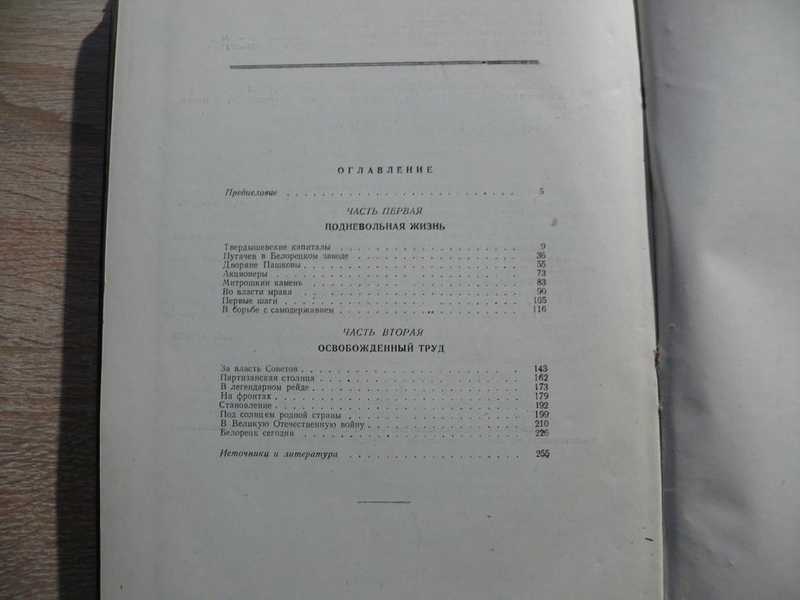 ОГЛАВЛЕНИЕ
Предисловие . . . . . . . . . . . . . . . . . . . . . . . . . . 5
ЧАСТЬ ПЕРВАЯ
ПОДНЕВОЛЬНАЯ ЖИЗНЬ
Твердышевские капиталы . . . . . . . . . . . . . . . . . . . . 9
Пугачев в Белорецком заводе . . . . . . . . . . . . . . . . . . 36
Дворяне Пашковы . . . . . . . . . . . . . . . . . . . . . . . 55
Акционеры . . . . . . . . . . . . . . . . . . . . . . . . . . 73
Митрошкин камень . . . . . . . . . . . . . . . . . . . . . . 83
Во власти мрака . . . . . . . . . . . . . . . . . . . . . . . 90
Первые шаги . . . . . . . . . . . . . . . . . . . . . . . . . 105
В борьбе с самодержавием . . . . . . . . . . . . . . . . . . . 116
ЧАСТЬ ВТОРАЯ
ОСВОБОЖДЕННЫЙ ТРУД
За власть Советов . . . . . . . . . . . . . . . . . . . . . . 143
Партизанская столица . . . . . . . . . . . . . . . . . . . . . 162
В легендарном рейде . . . . . . . . . . . . . . . . . . . . . 173
На фронтах . . . . . . . . . . . . . . . . . . . . . . . . . 179
Становление . . . . . . . . . . . . . . . . . . . . . . . . . 192
Под солнцем родной страны . . . . . . . . . . . . . . . . . . 199
В Великую Отечественную войну . . . . . . . . . . . . . . . . 210
Белорецк сегодня . . . . . . . . . . . . . . . . . . . . . . 226
Источники и литература . . . . . . . . . . . . . . . . . . . . 255